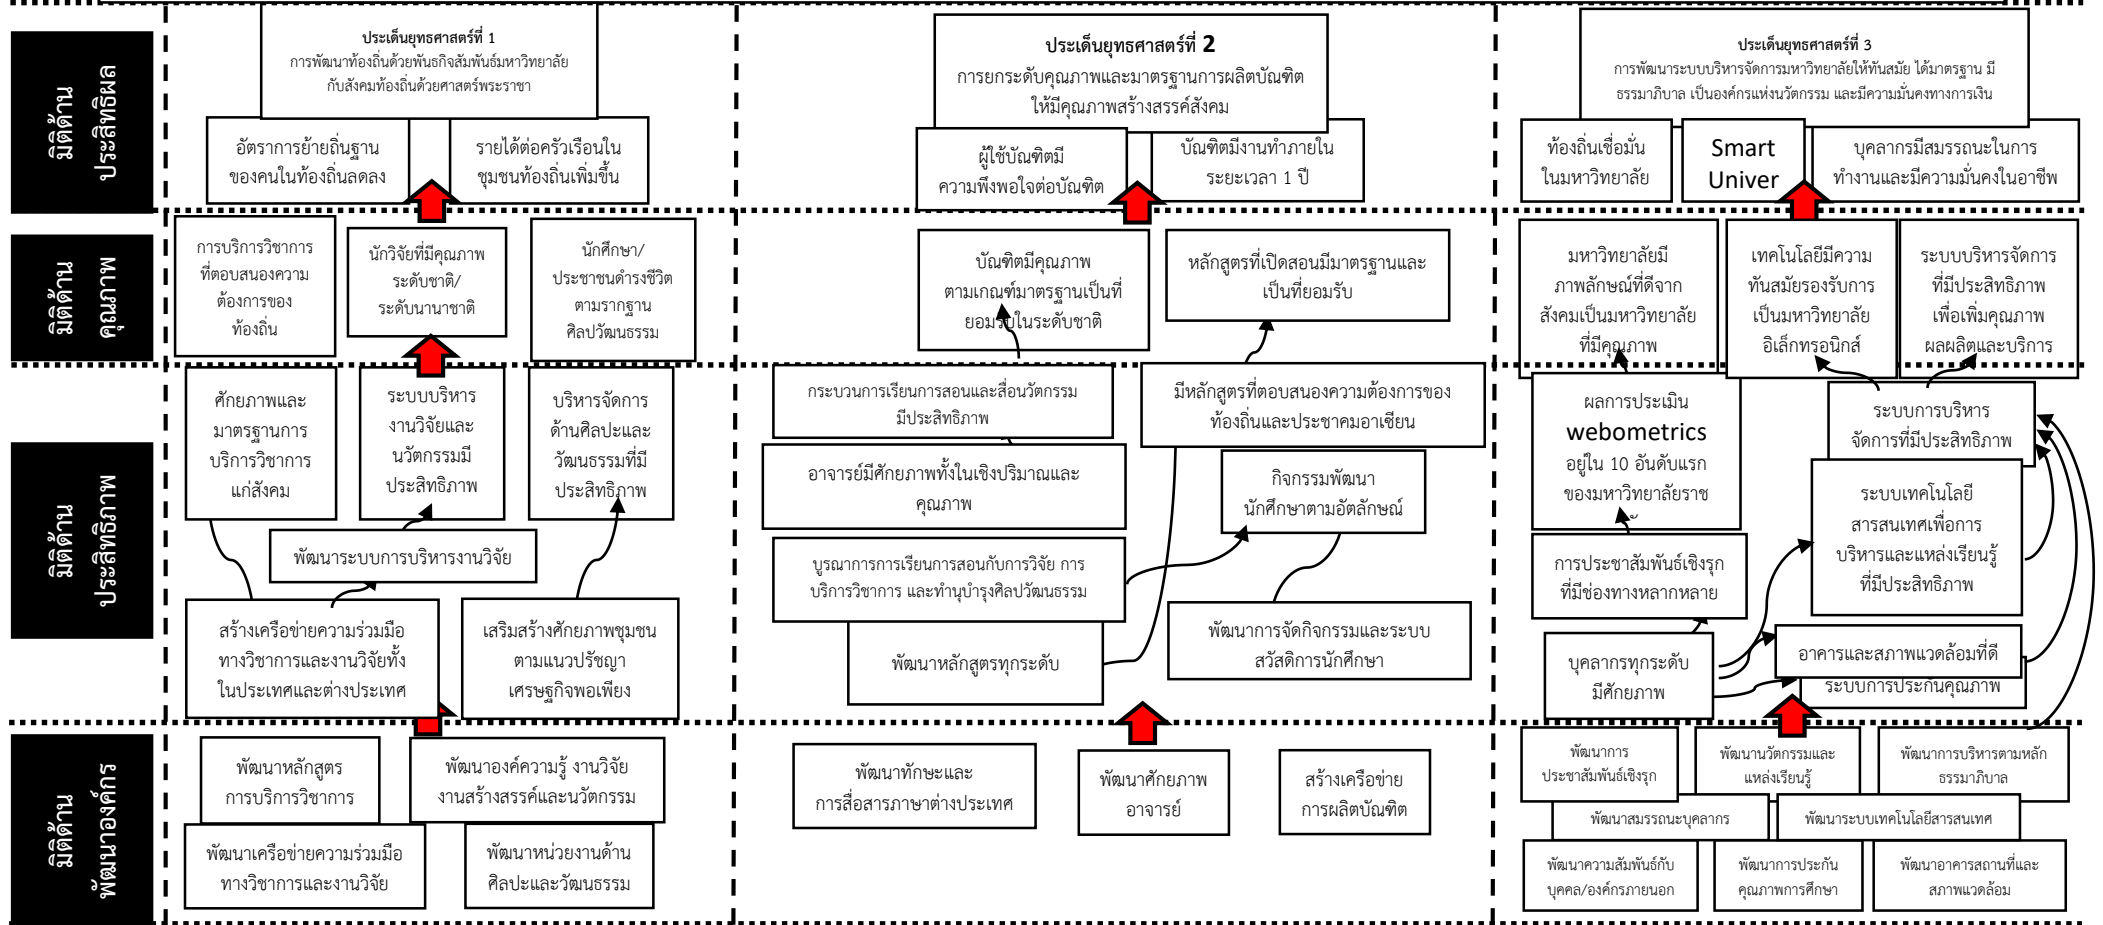 มิติด้าน
ประสิทธิผล
ประเด็นยุทธศาสตร์ที่ 1
การพัฒนาท้องถิ่นด้วยพันธกิจสัมพันธ์มหาวิทยาลัย
กับสังคมท้องถิ่นด้วยศาสตร์พระราชา
อัตราการย้ายถิ่นฐาน
ของคนในท้องถิ่นลดลง
รายได้ต่อครัวเรือนใน
ชุมชนท้องถิ่นเพิ่มขึ้น
ประเด็นยุทธศาสตร์ที่ 2
การยกระดับคุณภาพและมาตรฐานการผลิตบัณฑิต
ให้มีคุณภาพสร้างสรรค์สังคม
ผู้ใช้บัณฑิตมี
ความพึงพอใจต่อบัณฑิต
บัณฑิตมีงานทำภายใน
ระยะเวลา 1 ปี
ประเด็นยุทธศาสตร์ที่ 3
การพัฒนาระบบบริหารจัดการมหาวิทยาลัยให้ทันสมัย ได้มาตรฐาน มี
ธรรมาภิบาล เป็นองค์กรแห่งนวัตกรรม และมีความมั่นคงทางการเงิน
ท้องถิ่นเชื่อมั่น
ในมหาวิทยาลัย
Smart
Univer
บุคลากรมีสมรรถนะในการ
ทำงานและมีความมั่นคงในอาชีพ
มิติด้าน
คุณภาพ
การบริการวิชาการ
ที่ตอบสนองความ
ต้องการของ
ท้องถิ่น
นักวิจัยที่มีคุณภาพ
ระดับชาติ/
ระดับนานาชาติ
นักศึกษา/
ประชาชนดำรงชีวิต
ตามรากฐาน
ศิลปวัฒนธรรม
บัณฑิตมีคุณภาพ
ตามเกณฑ์มาตรฐานเป็นที่
ยอมรับในระดับชาติ
หลักสูตรที่เปิดสอนมีมาตรฐานและ
เป็นที่ยอมรับ
มหาวิทยาลัยมี
ภาพลักษณ์ที่ดีจาก
สังคมเป็นมหาวิทยาลัย
ที่มีคุณภาพ
เทคโนโลยีมีความ
ทันสมัยรองรับการ
เป็นมหาวิทยาลัย
อิเล็กทรอนิกส์
ระบบบริหารจัดการ
ที่มีประสิทธิภาพ
เพื่อเพิ่มคุณภาพ
ผลผลิตและบริการ
มิติด้าน
ประสิทธิภาพ
ศักยภาพและ
มาตรฐานการ
บริการวิชาการ
แก่สังคม
ระบบบริหาร
งานวิจัยและ
นวัตกรรมมี
ประสิทธิภาพ
บริหารจัดการ
ด้านศิลปะและ
วัฒนธรรมที่มี
ประสิทธิภาพ
พัฒนาระบบการบริหารงานวิจัย
สร้างเครือข่ายความร่วมมือ
ทางวิชาการและงานวิจัยทั้ง
ในประเทศและต่างประเทศ
เสริมสร้างศักยภาพชุมชน
ตามแนวปรัชญา
เศรษฐกิจพอเพียง
กระบวนการเรียนการสอนและสื่อนวัตกรรม
มีประสิทธิภาพ
มีหลักสูตรที่ตอบสนองความต้องการของ
ท้องถิ่นและประชาคมอาเซียน
อาจารย์มีศักยภาพทั้งในเชิงปริมาณและ
คุณภาพ
กิจกรรมพัฒนา
นักศึกษาตามอัตลักษณ์
บูรณาการการเรียนการสอนกับการวิจัย การ
บริการวิชาการ และทำนุบำรุงศิลปวัฒนธรรม
พัฒนาหลักสูตรทุกระดับ
พัฒนาการจัดกิจกรรมและระบบ
สวัสดิการนักศึกษา
ผลการประเมิน
webometrics
อยู่ใน 10 อันดับแรก
ของมหาวิทยาลัยราช
ระบบการบริหาร
จัดการที่มีประสิทธิภาพ
ระบบเทคโนโลยี
สารสนเทศเพื่อการ
บริหารและแหล่งเรียนรู้
ที่มีประสิทธิภาพ
การประชาสัมพันธ์เชิงรุก
ที่มีช่องทางหลากหลาย
บุคลากรทุกระดับ
มีศักยภาพ
อาคารและสภาพแวดล้อมที่ดี
ระบบการประกันคุณภาพ
มิติด้าน
พัฒนาองค์กร
พัฒนาหลักสูตร
การบริการวิชาการ
พัฒนาองค์ความรู้ งานวิจัย
งานสร้างสรรค์และนวัตกรรม
พัฒนาเครือข่ายความร่วมมือ
ทางวิชาการและงานวิจัย
พัฒนาหน่วยงานด้าน
ศิลปะและวัฒนธรรม
พัฒนาทักษะและ
การสื่อสารภาษาต่างประเทศ
พัฒนาศักยภาพ
อาจารย์
สร้างเครือข่าย
การผลิตบัณฑิต
พัฒนาการ
ประชาสัมพันธ์เชิงรุก
พัฒนานวัตกรรมและ
แหล่งเรียนรู้
พัฒนาการบริหารตามหลัก
ธรรมาภิบาล
พัฒนาสมรรถนะบุคลากร
พัฒนาระบบเทคโนโลยีสารสนเทศ
พัฒนาความสัมพันธ์กับ
บุคคล/องค์กรภายนอก
พัฒนาการประกัน
คุณภาพการศึกษา
พัฒนาอาคารสถานที่และ
สภาพแวดล้อม